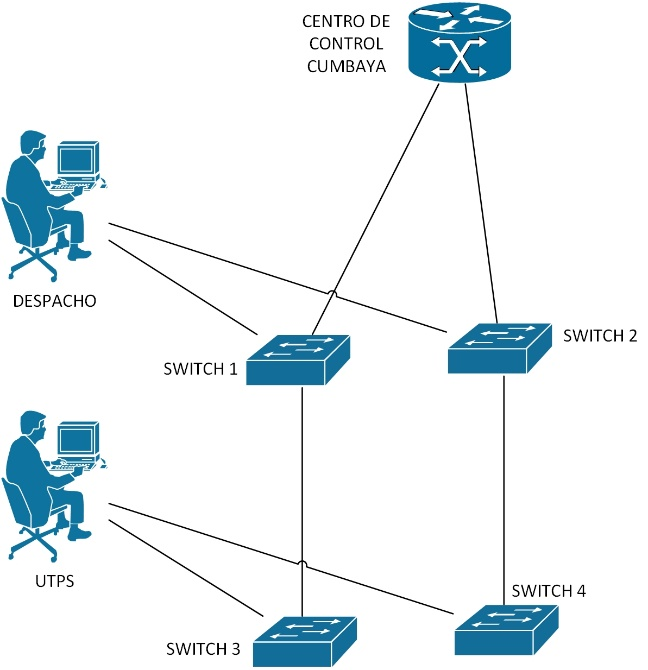 CENTRO DE
CONTROL
CUMBAYA
DESPACHO
SWITCH 1
SWITCH 2
UTPS
SWITCH 3
SWITCH 4